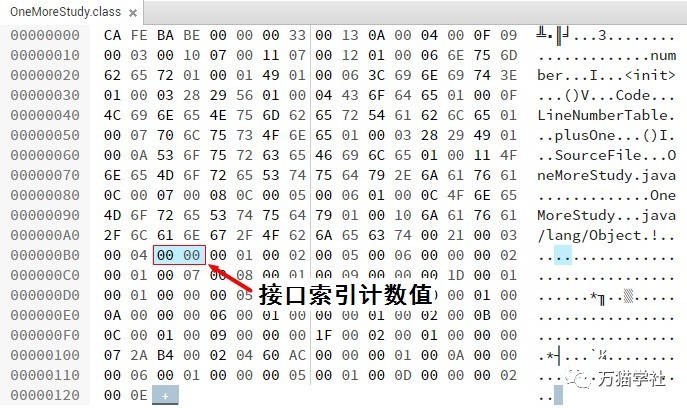 OneMoreStudy.class ×
00000000 CA FE BA BE 00 00 00 33 00 13 0A 00 04 00 0F 09 ╩■║╛...3........
00000010 00 03 00 10 07 00 11 07 00 12 01 00 06 6E 75 6D .............num
00000020 62 65 72 01 00 01 49 01 00 06 3C 69 6E 69 74 3E ber...I...<init>
00000030 01 00 03 28 29 56 01 00 04 43 6F 64 65 01 00 0F ...()V...Code...
00000040 4C 69 6E 65 4E 75 6D 62 65 72 54 61 62 6C 65 01 LineNumberTable.
00000050 00 07 70 6C 75 73 4F 6E 65 01 00 03 28 29 49 01 ..plusOne...()I.
00000060 00 0A 53 6F 75 72 63 65 46 69 6C 65 01 00 11 4F ..SourceFile...O
00000070 6E 65 4D 6F 72 65 53 74 75 64 79 2E 6A 61 76 61 neMoreStudy.java
00000080 0C 00 07 00 08 0C 00 05 00 06 01 00 0C 4F 6E 65 .............One
00000090 4D 6F 72 65 53 74 75 64 79 01 00 10 6A 61 76 61 MoreStudy...java
000000A0 2F 6C 61 6E 67 2F 4F 62 6A 65 63 74 00 21 00 03 /lang/Object.!..
000000B0 00 04 00 00 00 01 00 02 00 05 00 06 00 00 00 02 ................
000000C0 00 01 00 07 00 08 00 01 00 09 00 00 00 1D 00 01 ................
000000D0 00 01 00 00 00 05 00 01 00 .......*╖..▒
接口索引计数值
000000E0 0A 00 00 00 06 00 01 00 00 00 01 00 02 00 0B 00 ................
000000F0 0C 00 01 00 09 00 00 00 1F 00 02 00 01 00 00 00 ................
00000100 07 2A B4 00 02 04 60 AC 00 00 00 01 00 0A 00 00 .*┤...`¼........
00000110 00 06 00 01 00 00 00 05 00 01 00 0D 00 00 00 02
00000120 00 0E + ..
万猫学社